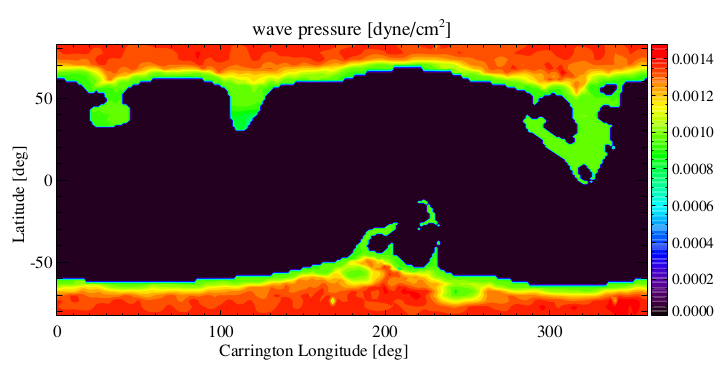 wave pressure [dyne/cm²]
0.0014
0.0012
0.0010
0.0008
0.0006
0.0004
0.0002
0.0000
50
0
-50
Latitude [deg]
0 100 200 300
Carrington Longitude [deg]